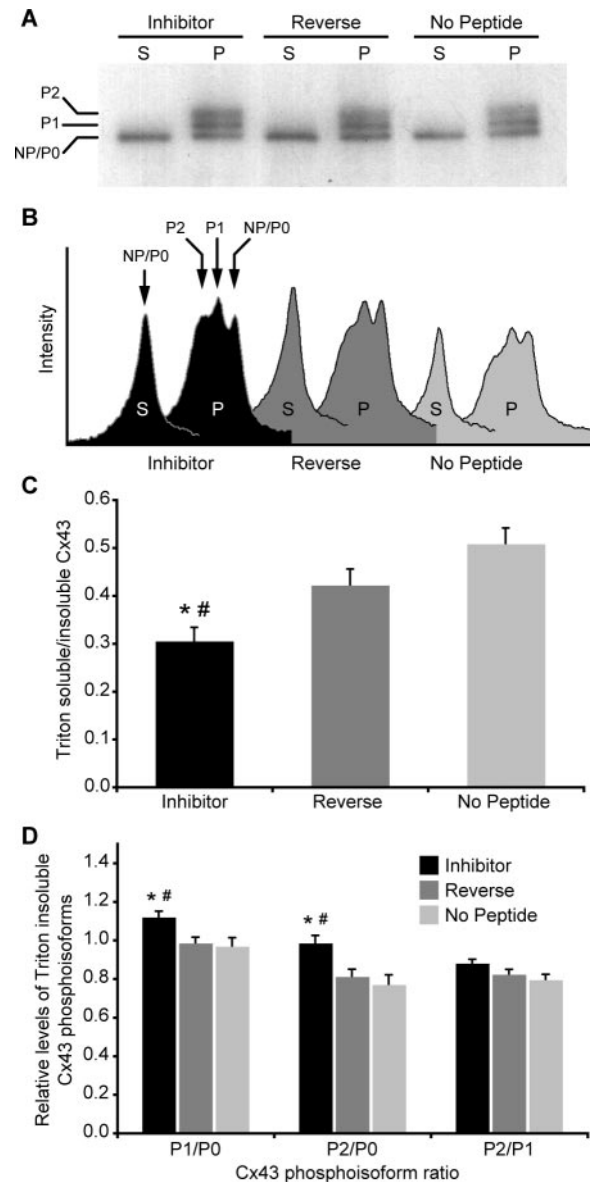 A
Inhibitor Reverse No Peptide
S P S P S P
P2
P1
NP/P0
B
P2 P1 NP/P0
NP/P0
Intensity
S P S P S P
Inhibitor Reverse No Peptide
C
Triton soluble/insoluble Cx43
0.6
0.5
0.4
0.3
0.2
0.1
0.0
* #
Inhibitor Reverse No Peptide
D
Relative levels of Triton insoluble
Cx43 phosphoisoforms
1.4
1.2
1.0
0.8
0.6
0.4
0.2
0.0
* #
* #
Inhibitor
Reverse
No Peptide
P1/P0 P2/P0 P2/P1
Cx43 phosphoisoform ratio